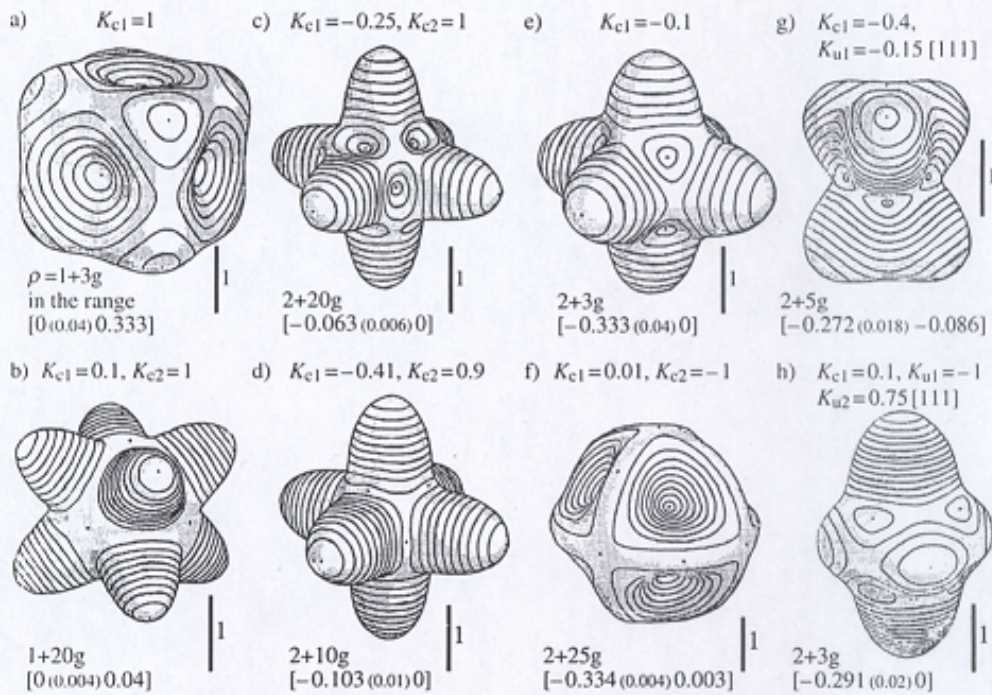 a) K_c1=1
ρ=1+3g
in the range
[0 (0.04) 0.333]
1
b) K_c1=0.1, K_c2=1
1+20g
[0 (0.004) 0.04]
1
c) K_c1=−0.25, K_c2=1
2+20g
[−0.063 (0.006) 0]
1
d) K_c1=−0.41, K_c2=0.9
2+10g
[−0.103 (0.01) 0]
1
e) K_c1=−0.1
2+3g
[−0.333 (0.04) 0]
1
f) K_c1=0.01, K_c2=−1
2+25g
[−0.334 (0.004) 0.003]
1
g) K_c1=−0.4,
K_u1=−0.15 [111]
1
2+5g
[−0.272 (0.018) −0.086]
h) K_c1=0.1, K_u1=−1
K_u2=0.75 [111]
2+3g
[−0.291 (0.02) 0]
1